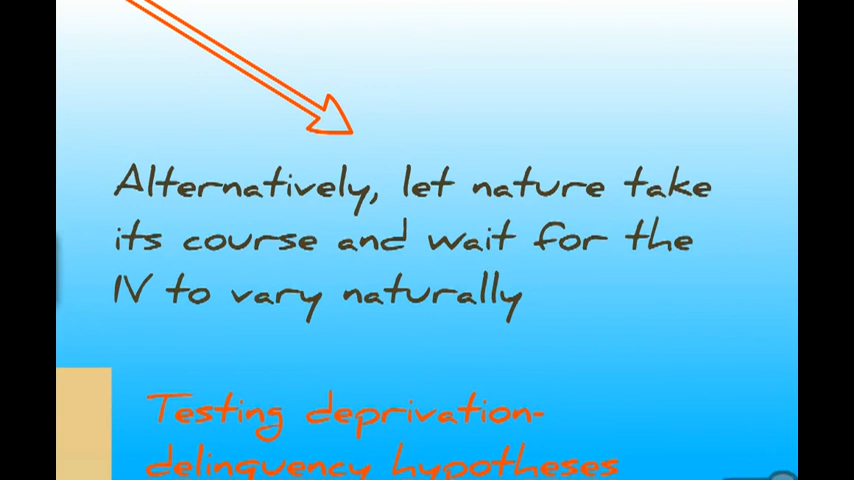 Alternatively, let nature take
its course and wait for the
IV to vary naturally
Testing deprivation-
delinquency hypotheses